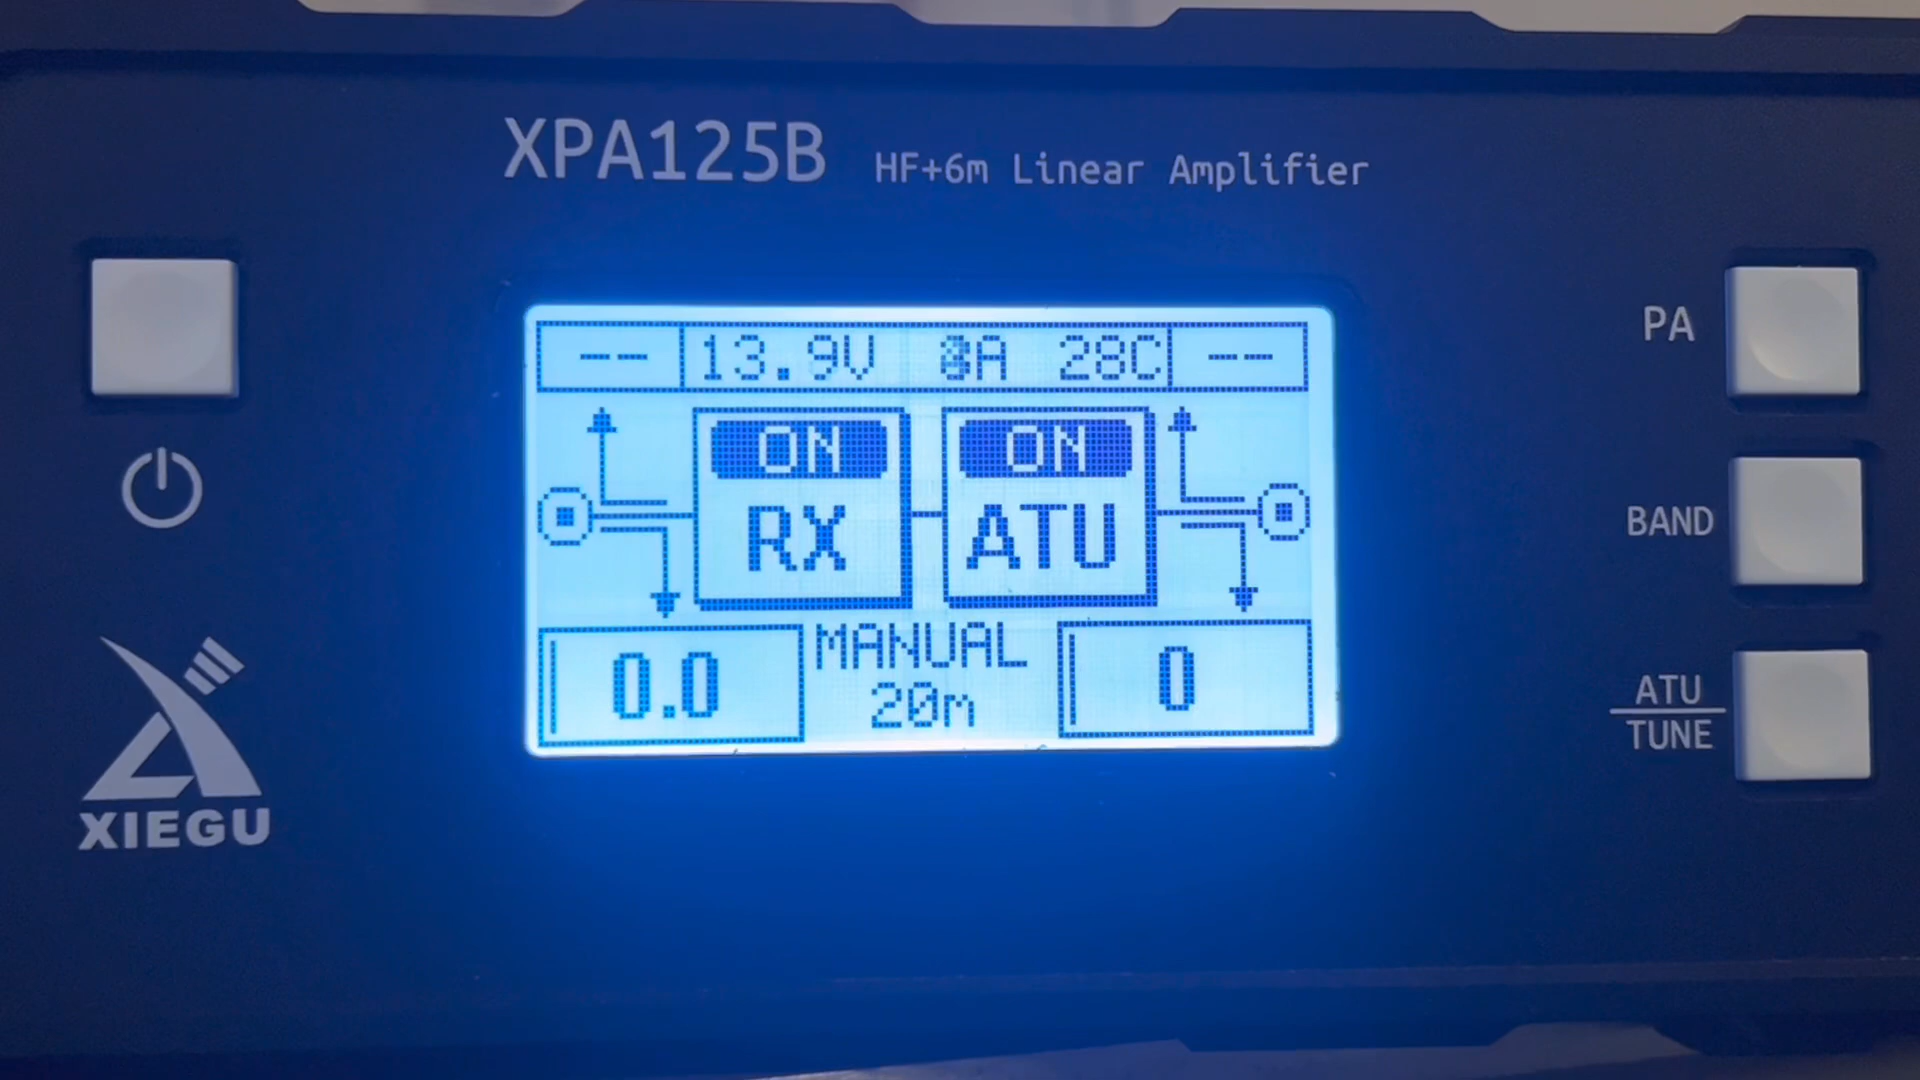 XPA125B HF+6m Linear Amplifier
-- 13.9V A 28C --
ON ON
RX ATU
MANUAL
0.0 20m 0
PA
BAND
ATU
TUNE
XIEGU